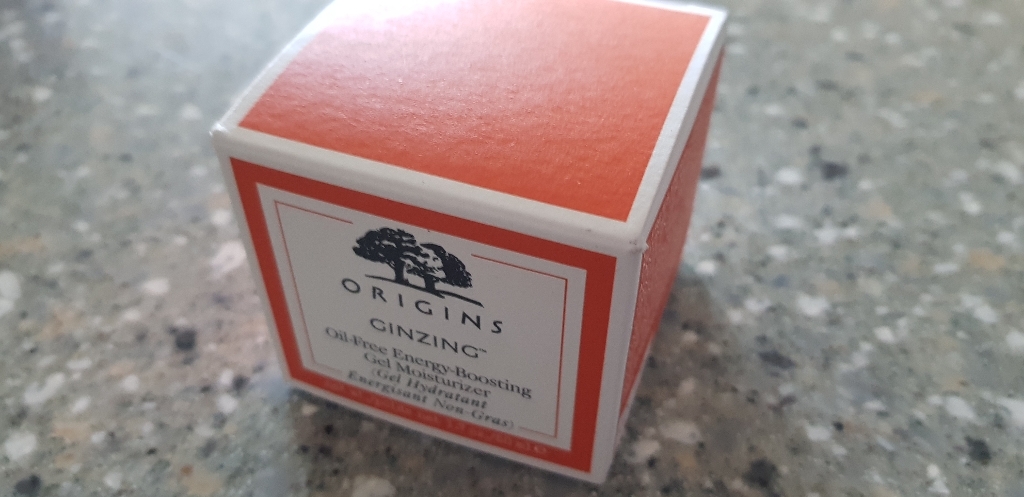 ORIGINS
GINZING™
Oil-Free Energy-Boosting
Gel Moisturizer
(Gel Hydratant
Energisant Non-Gras)